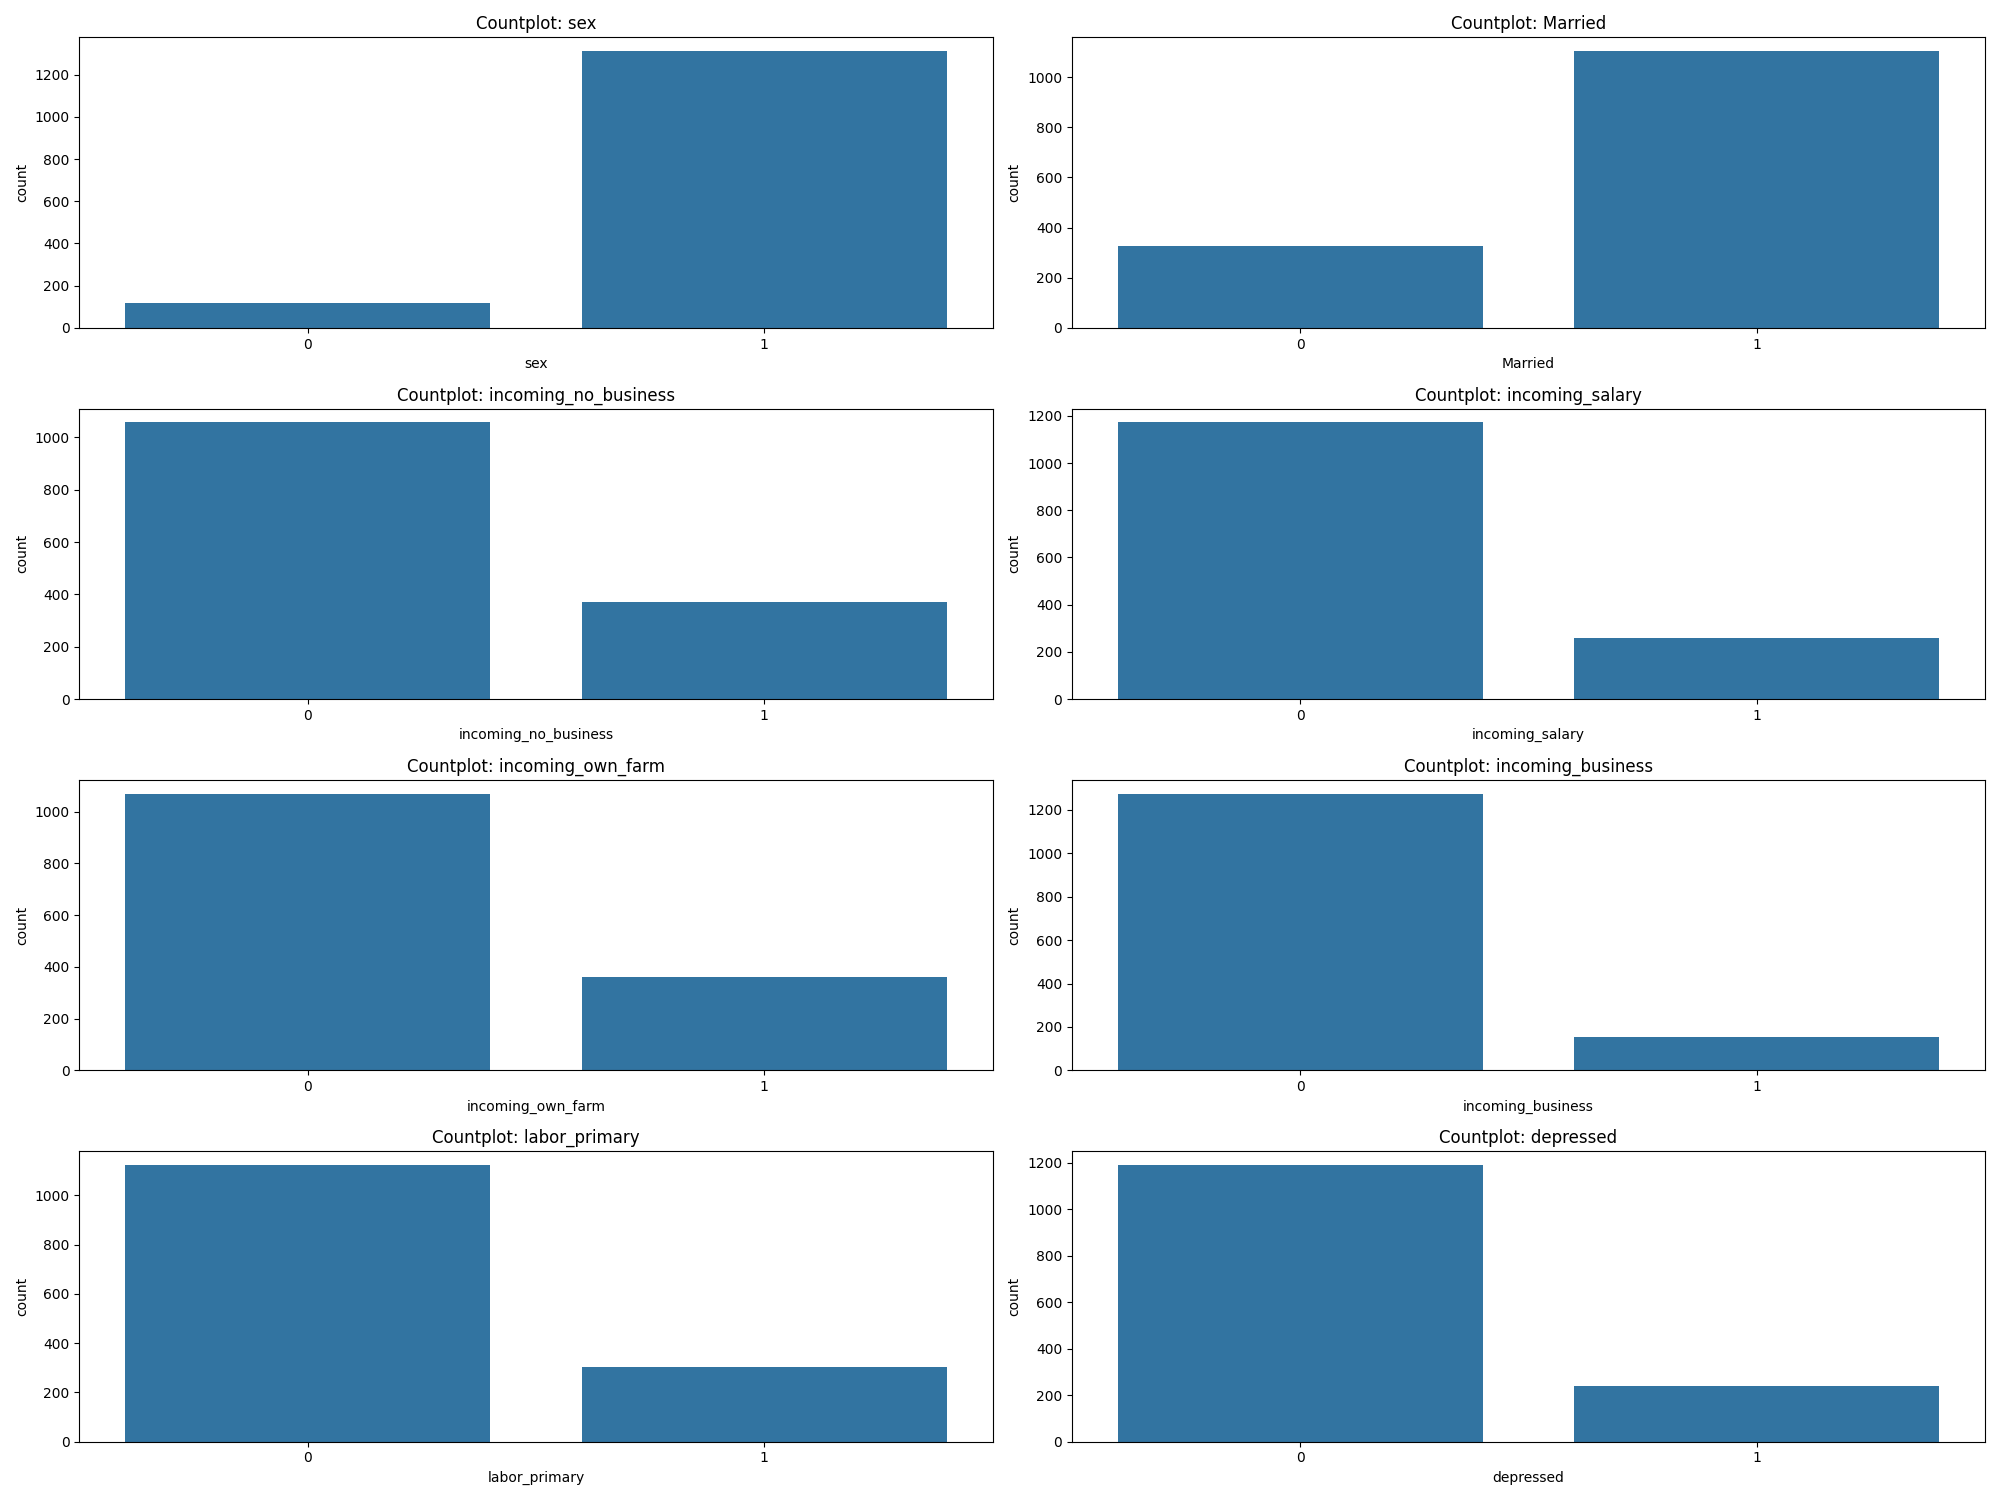 Countplot: sex
1200
1000
800
600
400
200
0
count
0 1
sex
Countplot: Married
1000
800
600
400
200
0
count
0 1
Married
Countplot: incoming_no_business
1000
800
600
400
200
0
count
0 1
incoming_no_business
Countplot: incoming_salary
1200
1000
800
600
400
200
0
count
0 1
incoming_salary
Countplot: incoming_own_farm
1000
800
600
400
200
0
count
0 1
incoming_own_farm
Countplot: incoming_business
1200
1000
800
600
400
200
0
count
0 1
incoming_business
Countplot: labor_primary
1000
800
600
400
200
0
count
0 1
labor_primary
Countplot: depressed
1200
1000
800
600
400
200
0
count
0 1
depressed